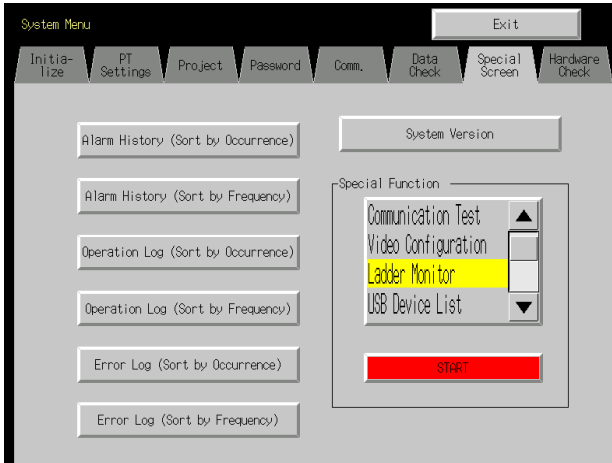 System Menu
Exit
Initia-
lize
PT
Settings
Project
Password
Comm.
Data
Check
Special
Screen
Hardware
Check
Alarm History (Sort by Occurrence)
Alarm History (Sort by Frequency)
Operation Log (Sort by Occurrence)
Operation Log (Sort by Frequency)
Error Log (Sort by Occurrence)
Error Log (Sort by Frequency)
System Version
Special Function
Communication Test
Video Configuration
Ladder Monitor
USB Device List
START